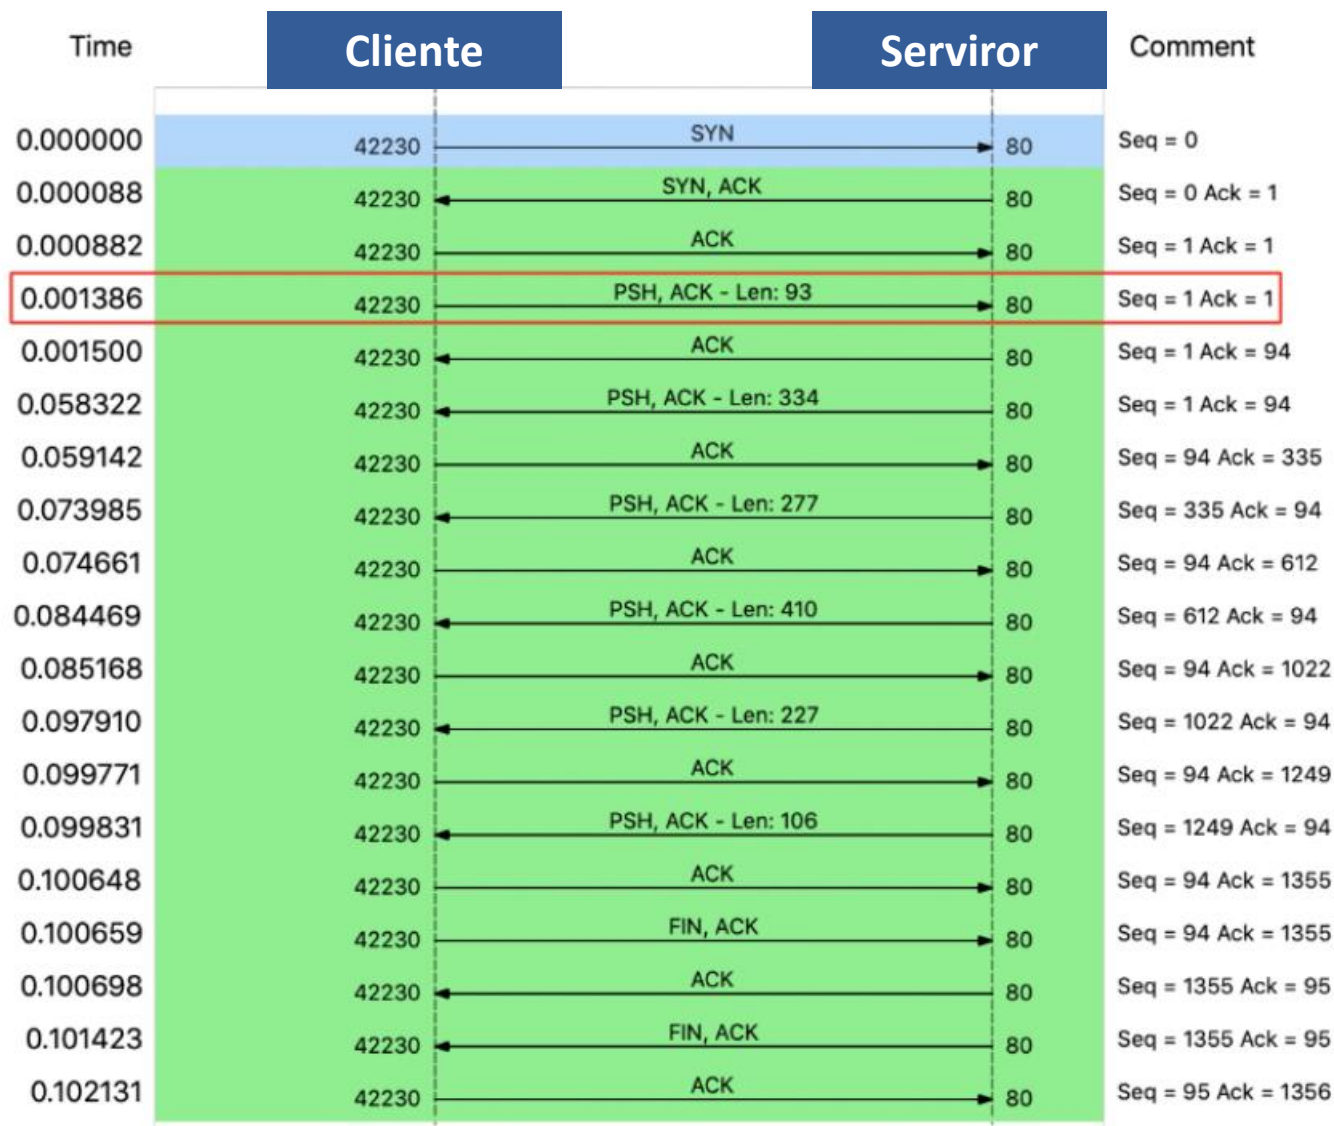 Time Cliente Serviror Comment
0.000000 42230 SYN 80 Seq = 0
0.000088 42230 SYN, ACK 80 Seq = 0 Ack = 1
0.000882 42230 ACK 80 Seq = 1 Ack = 1
0.001386 42230 PSH, ACK - Len: 93 80 Seq = 1 Ack = 1
0.001500 42230 ACK 80 Seq = 1 Ack = 94
0.058322 42230 PSH, ACK - Len: 334 80 Seq = 1 Ack = 94
0.059142 42230 ACK 80 Seq = 94 Ack = 335
0.073985 42230 PSH, ACK - Len: 277 80 Seq = 335 Ack = 94
0.074661 42230 ACK 80 Seq = 94 Ack = 612
0.084469 42230 PSH, ACK - Len: 410 80 Seq = 612 Ack = 94
0.085168 42230 ACK 80 Seq = 94 Ack = 1022
0.097910 42230 PSH, ACK - Len: 227 80 Seq = 1022 Ack = 94
0.099771 42230 ACK 80 Seq = 94 Ack = 1249
0.099831 42230 PSH, ACK - Len: 106 80 Seq = 1249 Ack = 94
0.100648 42230 ACK 80 Seq = 94 Ack = 1355
0.100659 42230 FIN, ACK 80 Seq = 94 Ack = 1355
0.100698 42230 ACK 80 Seq = 1355 Ack = 95
0.101423 42230 FIN, ACK 80 Seq = 1355 Ack = 95
0.102131 42230 ACK 80 Seq = 95 Ack = 1356